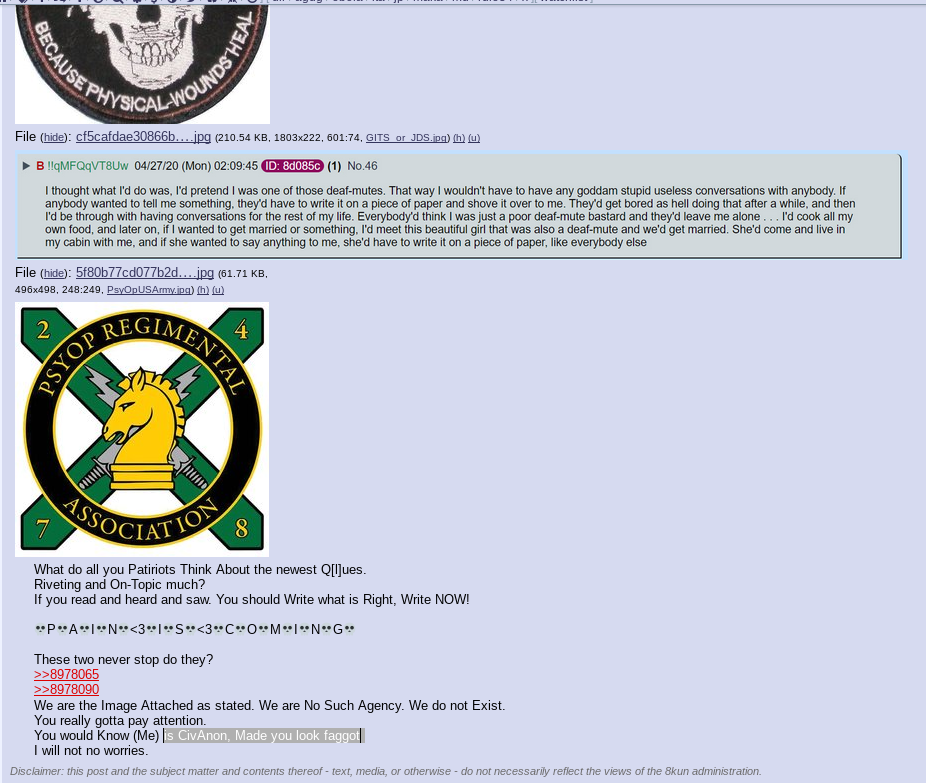 BECAUSE PHYSICAL WOUNDS HEAL
File (hide): cf5cafdae30866b….jpg (210.54 KB, 1803x222, 601:74, GITS_or_JDS.jpg) (h) (u)
▶ B !!qMFQqVT8Uw 04/27/20 (Mon) 02:09:45 ID: 8d085c (1) No.46
I thought what I'd do was, I'd pretend I was one of those deaf-mutes. That way I wouldn't have to have any goddam stupid useless conversations with anybody. If
anybody wanted to tell me something, they'd have to write it on a piece of paper and shove it over to me. They'd get bored as hell doing that after a while, and then
I'd be through with having conversations for the rest of my life. Everybody'd think I was just a poor deaf-mute bastard and they'd leave me alone . . . I'd cook all my
own food, and later on, if I wanted to get married or something, I'd meet this beautiful girl that was also a deaf-mute and we'd get married. She'd come and live in
my cabin with me, and if she wanted to say anything to me, she'd have to write it on a piece of paper, like everybody else
File (hide): 5f80b77cd077b2d….jpg (61.71 KB,
496x498, 248:249, PsyOpUSArmy.jpg) (h) (u)
2 4
PSYOP REGIMENTAL
ASSOCIATION
7 8
What do all you Patiriots Think About the newest Q[l]ues.
Riveting and On-Topic much?
If you read and heard and saw. You should Write what is Right, Write NOW!
💀P💀A💀I💀N💀<3💀I💀S💀<3💀C💀O💀M💀I💀N💀G💀
These two never stop do they?
>>8978065
>>8978090
We are the Image Attached as stated. We are No Such Agency. We do not Exist.
You really gotta pay attention.
You would Know (Me) is CivAnon, Made you look faggot
I will not no worries.
Disclaimer: this post and the subject matter and contents thereof - text, media, or otherwise - do not necessarily reflect the views of the 8kun administration.